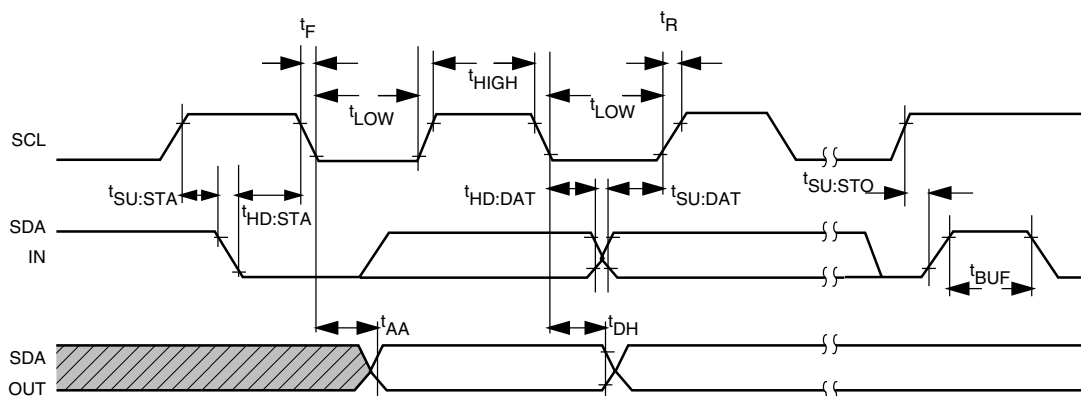 tF
tR
tHIGH
tLOW
tLOW
SCL
tSU:STA
tHD:STA
tHD:DAT
tSU:DAT
tSU:STO
SDA
IN
tBUF
tAA
tDH
SDA
OUT